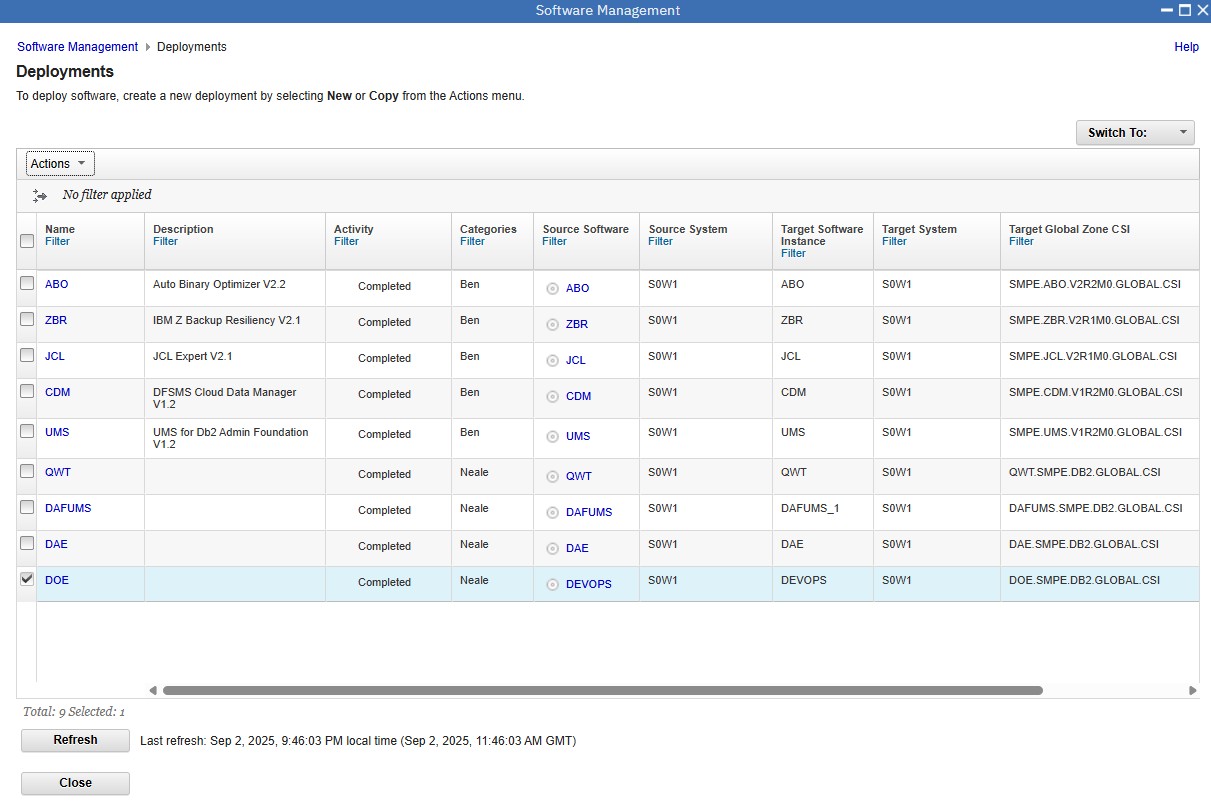 Software Management
Software Management Deployments Help
Deployments
To deploy software, create a new deployment by selecting New or Copy from the Actions menu.
Switch To:
Actions
No filter applied
Name Description Activity Categories Source Software Source System Target Software Instance Target System Target Global Zone CSI
Filter Filter Filter Filter Filter Filter Filter Filter Filter
ABO Auto Binary Optimizer V2.2 Completed Ben ABO S0W1 ABO S0W1 SMPE.ABO.V2R2M0.GLOBAL.CSI
ZBR IBM Z Backup Resiliency V2.1 Completed Ben ZBR S0W1 ZBR S0W1 SMPE.ZBR.V2R1M0.GLOBAL.CSI
JCL JCL Expert V2.1 Completed Ben JCL S0W1 JCL S0W1 SMPE.JCL.V2R1M0.GLOBAL.CSI
CDM DFSMS Cloud Data Manager V1.2 Completed Ben CDM S0W1 CDM S0W1 SMPE.CDM.V1R2M0.GLOBAL.CSI
UMS UMS for Db2 Admin Foundation V1.2 Completed Ben UMS S0W1 UMS S0W1 SMPE.UMS.V1R2M0.GLOBAL.CSI
QWT Completed Neale QWT S0W1 QWT S0W1 QWT.SMPE.DB2.GLOBAL.CSI
DAFUMS Completed Neale DAFUMS S0W1 DAFUMS_1 S0W1 DAFUMS.SMPE.DB2.GLOBAL.CSI
DAE Completed Neale DAE S0W1 DAE S0W1 DAE.SMPE.DB2.GLOBAL.CSI
DOE Completed Neale DEVOPS S0W1 DEVOPS S0W1 DOE.SMPE.DB2.GLOBAL.CSI
Total: 9 Selected: 1
Refresh Last refresh: Sep 2, 2025, 9:46:03 PM local time (Sep 2, 2025, 11:46:03 AM GMT)
Close